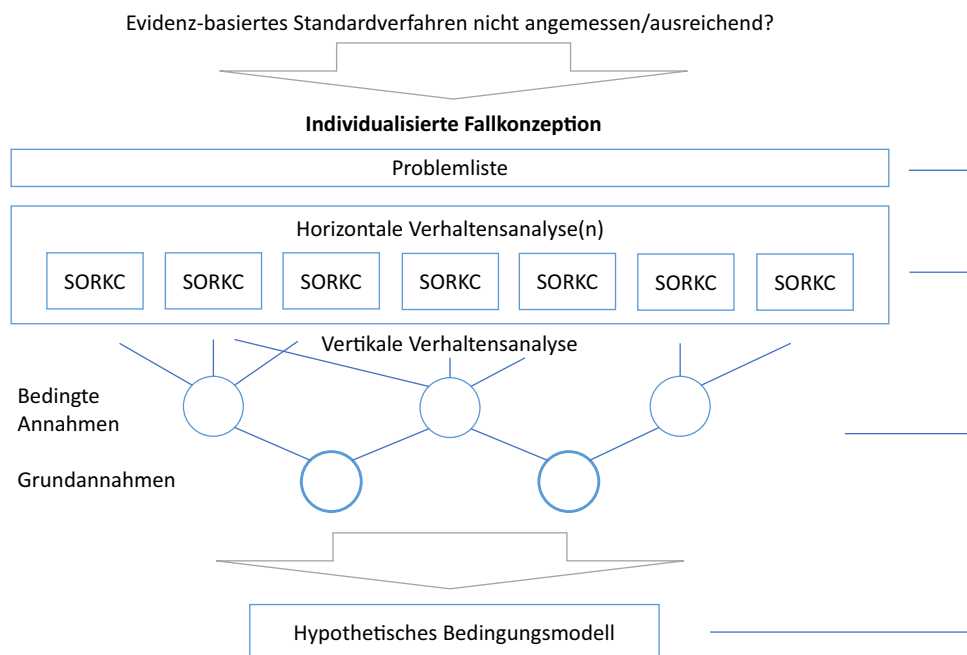 Evidenz-basiertes Standardverfahren nicht angemessen/ausreichend?
Individualisierte Fallkonzeption
Problemliste
Horizontale Verhaltensanalyse(n)
SORKC SORKC SORKC SORKC SORKC SORKC SORKC
Vertikale Verhaltensanalyse
Bedingte
Annahmen
Grundannahmen
Hypothetisches Bedingungsmodell